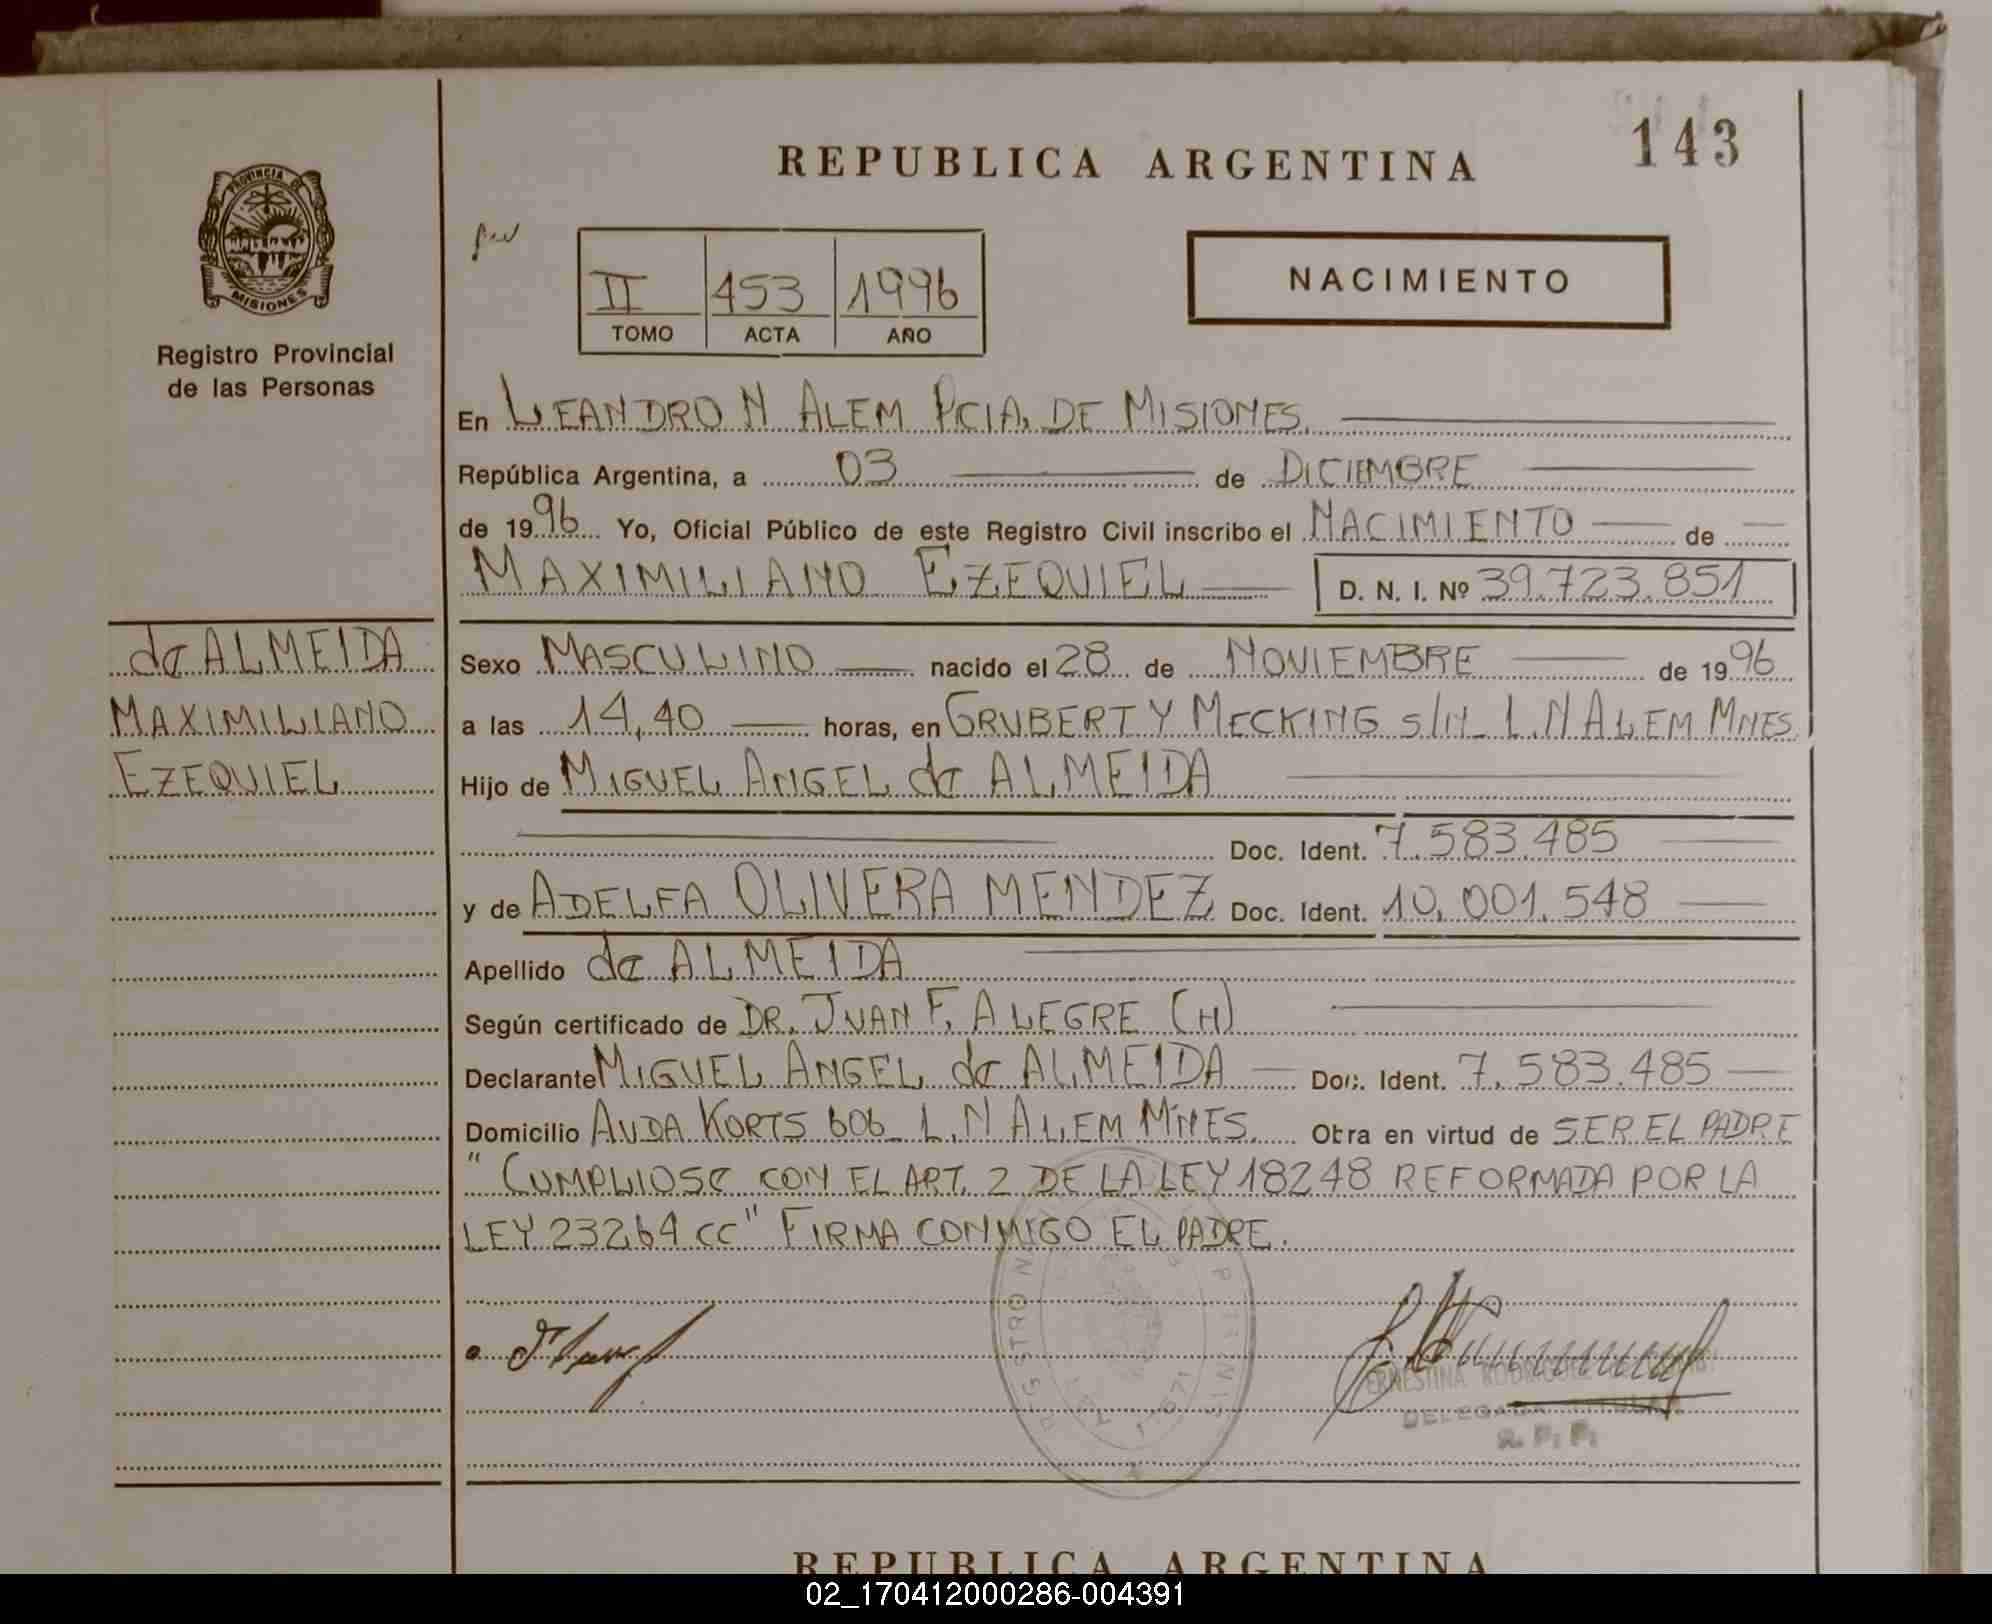 143
REPUBLICA ARGENTINA
PROVINCIA DE
MISIONES
Registro Provincial
de las Personas
II 453 1996
TOMO ACTA AÑO
NACIMIENTO
En LEANDRO N ALEM PCIA. DE MISIONES.
República Argentina, a 03 de DICIEMBRE
de 1996 Yo, Oficial Público de este Registro Civil inscribo el NACIMIENTO de
MAXIMILIANO EZEQUIEL D. N. I. Nº 39.723.851
de ALMEIDA
MAXIMILIANO
EZEQUIEL
Sexo MASCULINO nacido el 28 de NOVIEMBRE de 1996
a las 14,40 horas, en GRUBERT Y MECKING S/N_ L.N ALEM MNES.
Hijo de MIGUEL ANGEL de ALMEIDA
Doc. Ident. 7.583.485
y de ADELFA OLIVERA MENDEZ Doc. Ident. 10.001.548
Apellido de ALMEIDA
Según certificado de DR. JUAN F. ALEGRE (H)
Declarante MIGUEL ANGEL de ALMEIDA Doc. Ident. 7.583.485
Domicilio AVDA KORTS 606_ L.N ALEM MNES. Obra en virtud de SER EL PADRE
"CUMPLIOSE CON EL ART. 2 DE LA LEY 18248 REFORMADA POR LA
LEY 23264 CC" FIRMA CONMIGO EL PADRE.
ERNESTINA
DELEGADA TITULAR
R. P. P.
REPUBLICA ARGENTINA
02_170412000286-004391